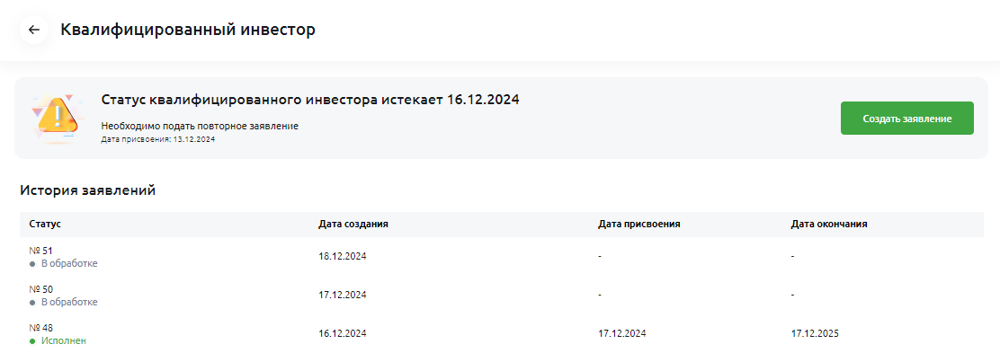 Квалифицированный инвестор
Статус квалифицированного инвестора истекает 16.12.2024
Необходимо подать повторное заявление
Дата присвоения: 13.12.2024
Создать заявление
История заявлений
Статус Дата создания Дата присвоения Дата окончания
№ 51
В обработке 18.12.2024 - -
№ 50
В обработке 17.12.2024 - -
№ 48
Исполнен 16.12.2024 17.12.2024 17.12.2025